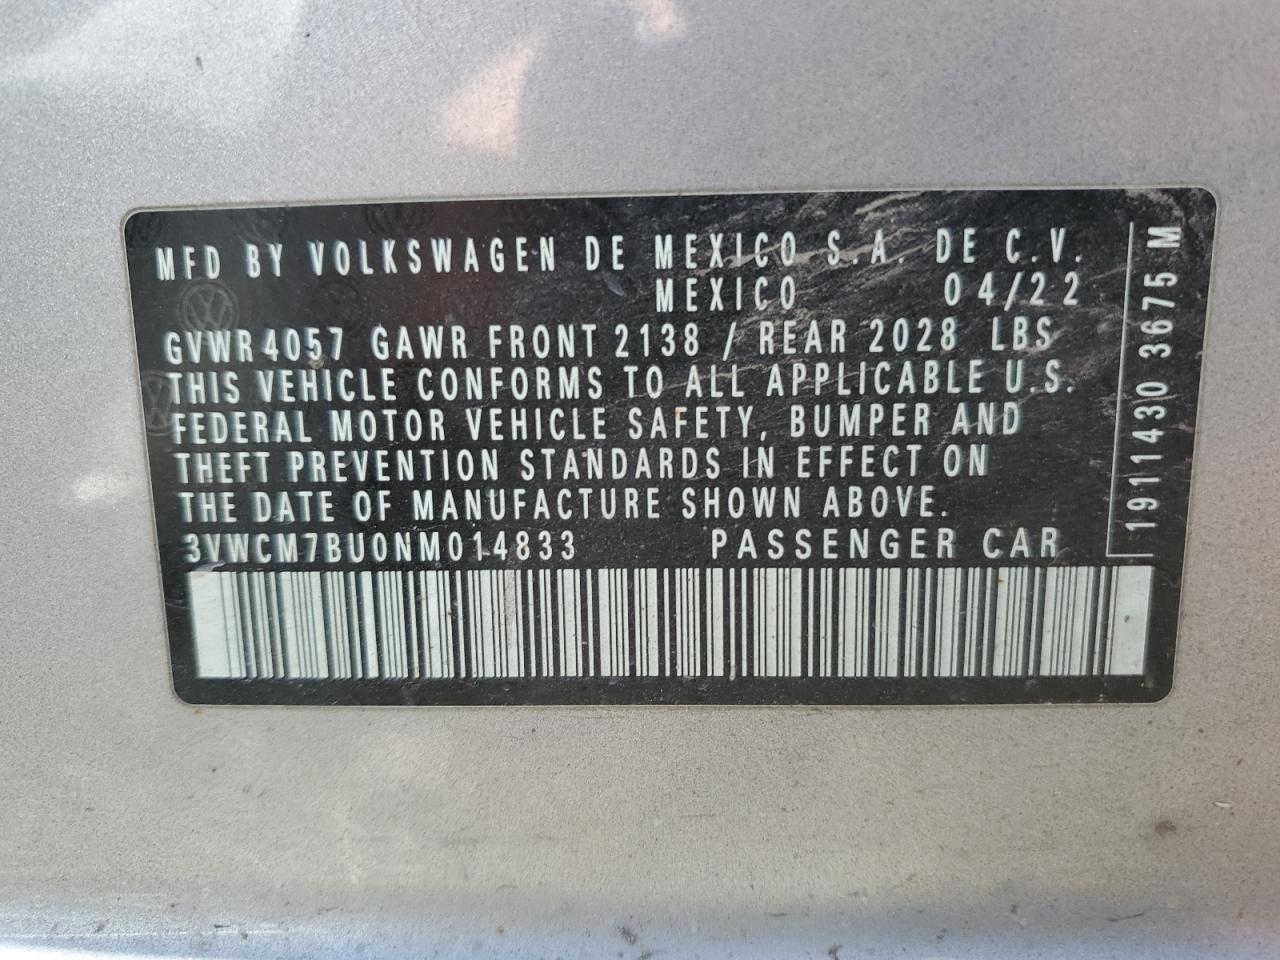 MFD BY VOLKSWAGEN DE MEXICO S.A. DE C.V.
MEXICO 04/22
GVWR 4057 GAWR FRONT 2138 / REAR 2028 LBS
THIS VEHICLE CONFORMS TO ALL APPLICABLE U.S.
FEDERAL MOTOR VEHICLE SAFETY, BUMPER AND
THEFT PREVENTION STANDARDS IN EFFECT ON
THE DATE OF MANUFACTURE SHOWN ABOVE.
3VWCM7BU0NM014833 PASSENGER CAR
1911430 3675 M